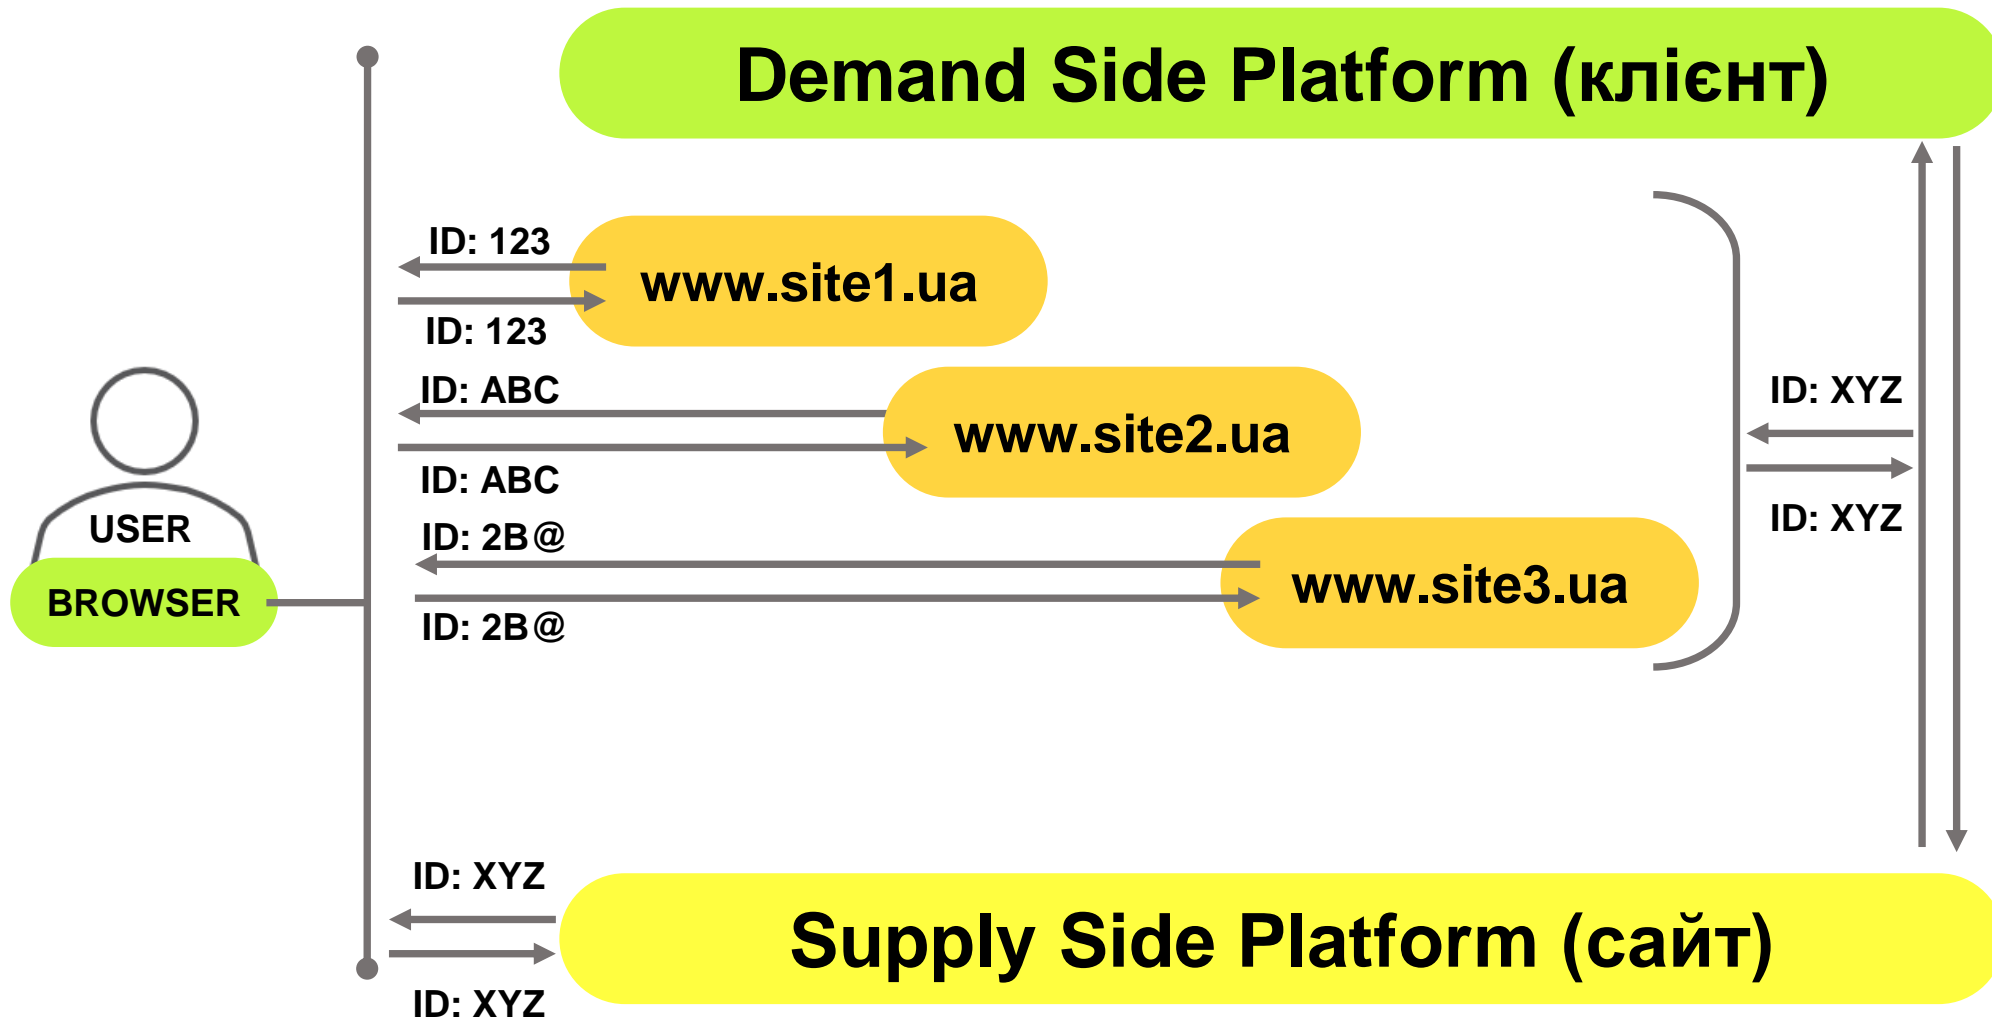 Demand Side Platform (клієнт)
ID: 123
www.site1.ua
ID: 123
ID: ABC
www.site2.ua
ID: ABC
ID: XYZ
ID: XYZ
USER
BROWSER
ID: 2B@
www.site3.ua
ID: 2B@
ID: XYZ
Supply Side Platform (сайт)
ID: XYZ